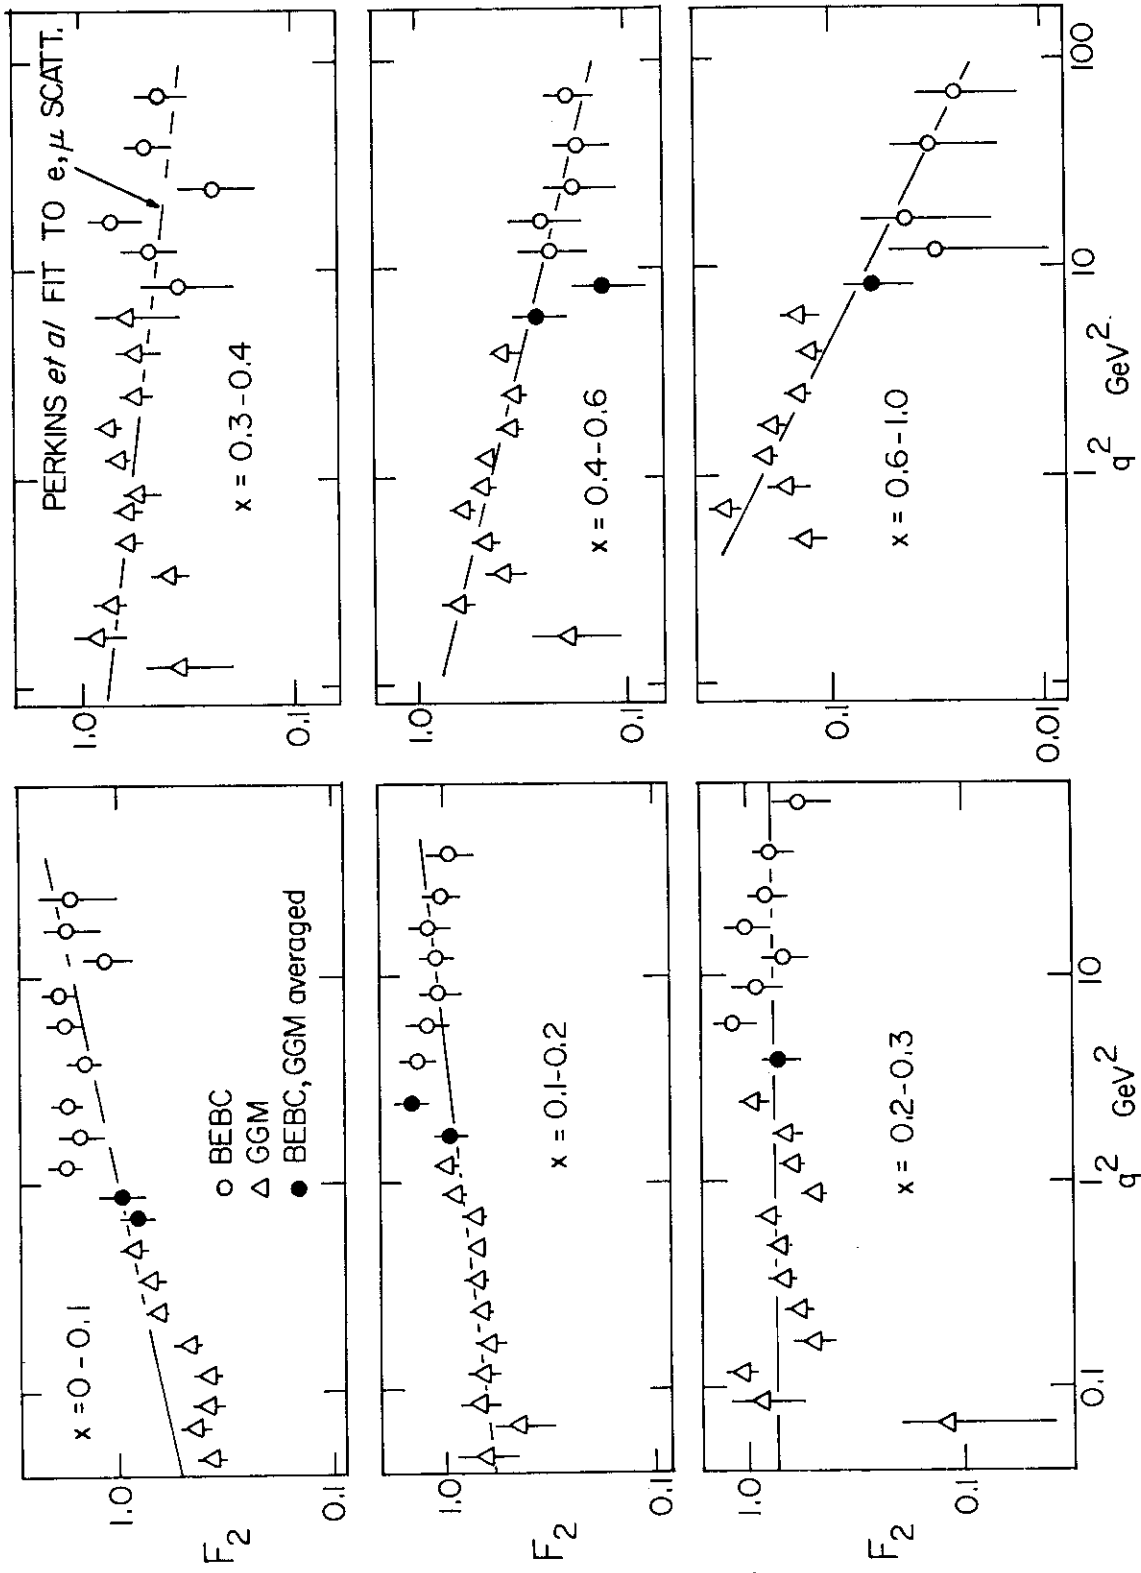 PERKINS et al FIT TO e, μ SCATT.
1.0
0.1
x = 0-0.1
○ BEBC
△ GGM
● BEBC, GGM averaged
F2
1.0
0.1
x = 0.3-0.4
1.0
0.1
x = 0.1-0.2
F2
1.0
0.1
x = 0.4-0.6
1.0
0.1
x = 0.2-0.3
F2
0.1
1
10
q² GeV²
0.1
0.01
x = 0.6-1.0
1
10
100
q² GeV²